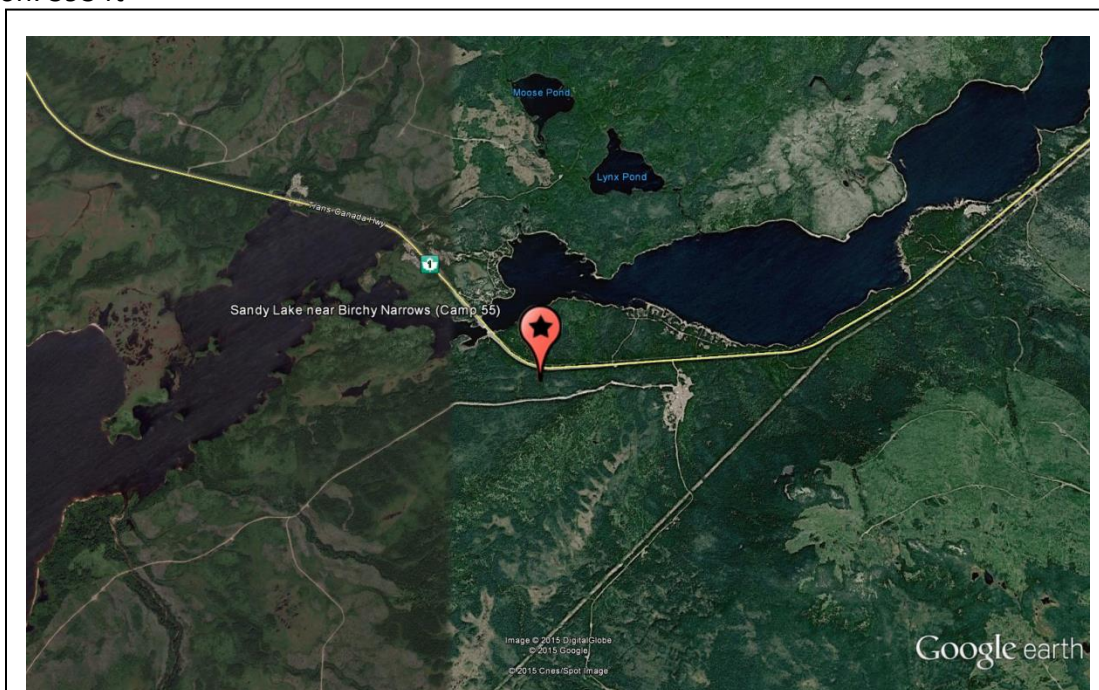 Moose Pond
Lynx Pond
Trans-Canada Hwy
1
Sandy Lake near Birchy Narrows (Camp 55)
Image © 2015 DigitalGlobe
© 2015 Google
© 2015 Cnes/Spot Image
Google earth